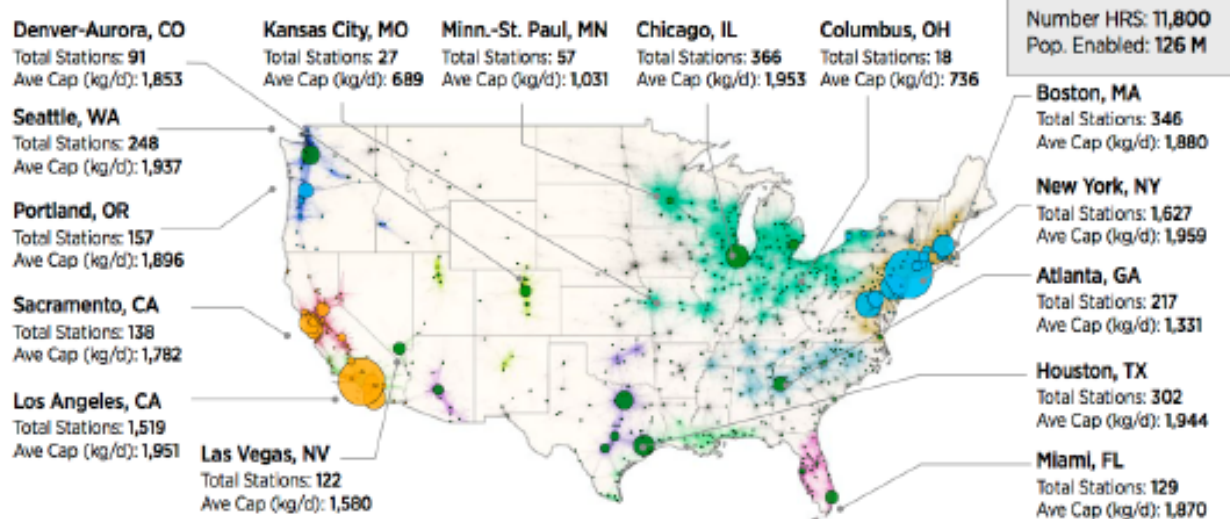 Number HRS: 11,800
Pop. Enabled: 126 M
Denver-Aurora, CO
Total Stations: 91
Ave Cap (kg/d): 1,853
Kansas City, MO
Total Stations: 27
Ave Cap (kg/d): 689
Minn.-St. Paul, MN
Total Stations: 57
Ave Cap (kg/d): 1,031
Chicago, IL
Total Stations: 366
Ave Cap (kg/d): 1,953
Columbus, OH
Total Stations: 18
Ave Cap (kg/d): 736
Seattle, WA
Total Stations: 248
Ave Cap (kg/d): 1,937
Portland, OR
Total Stations: 157
Ave Cap (kg/d): 1,896
Sacramento, CA
Total Stations: 138
Ave Cap (kg/d): 1,782
Los Angeles, CA
Total Stations: 1,519
Ave Cap (kg/d): 1,951
Las Vegas, NV
Total Stations: 122
Ave Cap (kg/d): 1,580
Boston, MA
Total Stations: 346
Ave Cap (kg/d): 1,880
New York, NY
Total Stations: 1,627
Ave Cap (kg/d): 1,959
Atlanta, GA
Total Stations: 217
Ave Cap (kg/d): 1,331
Houston, TX
Total Stations: 302
Ave Cap (kg/d): 1,944
Miami, FL
Total Stations: 129
Ave Cap (kg/d): 1,870